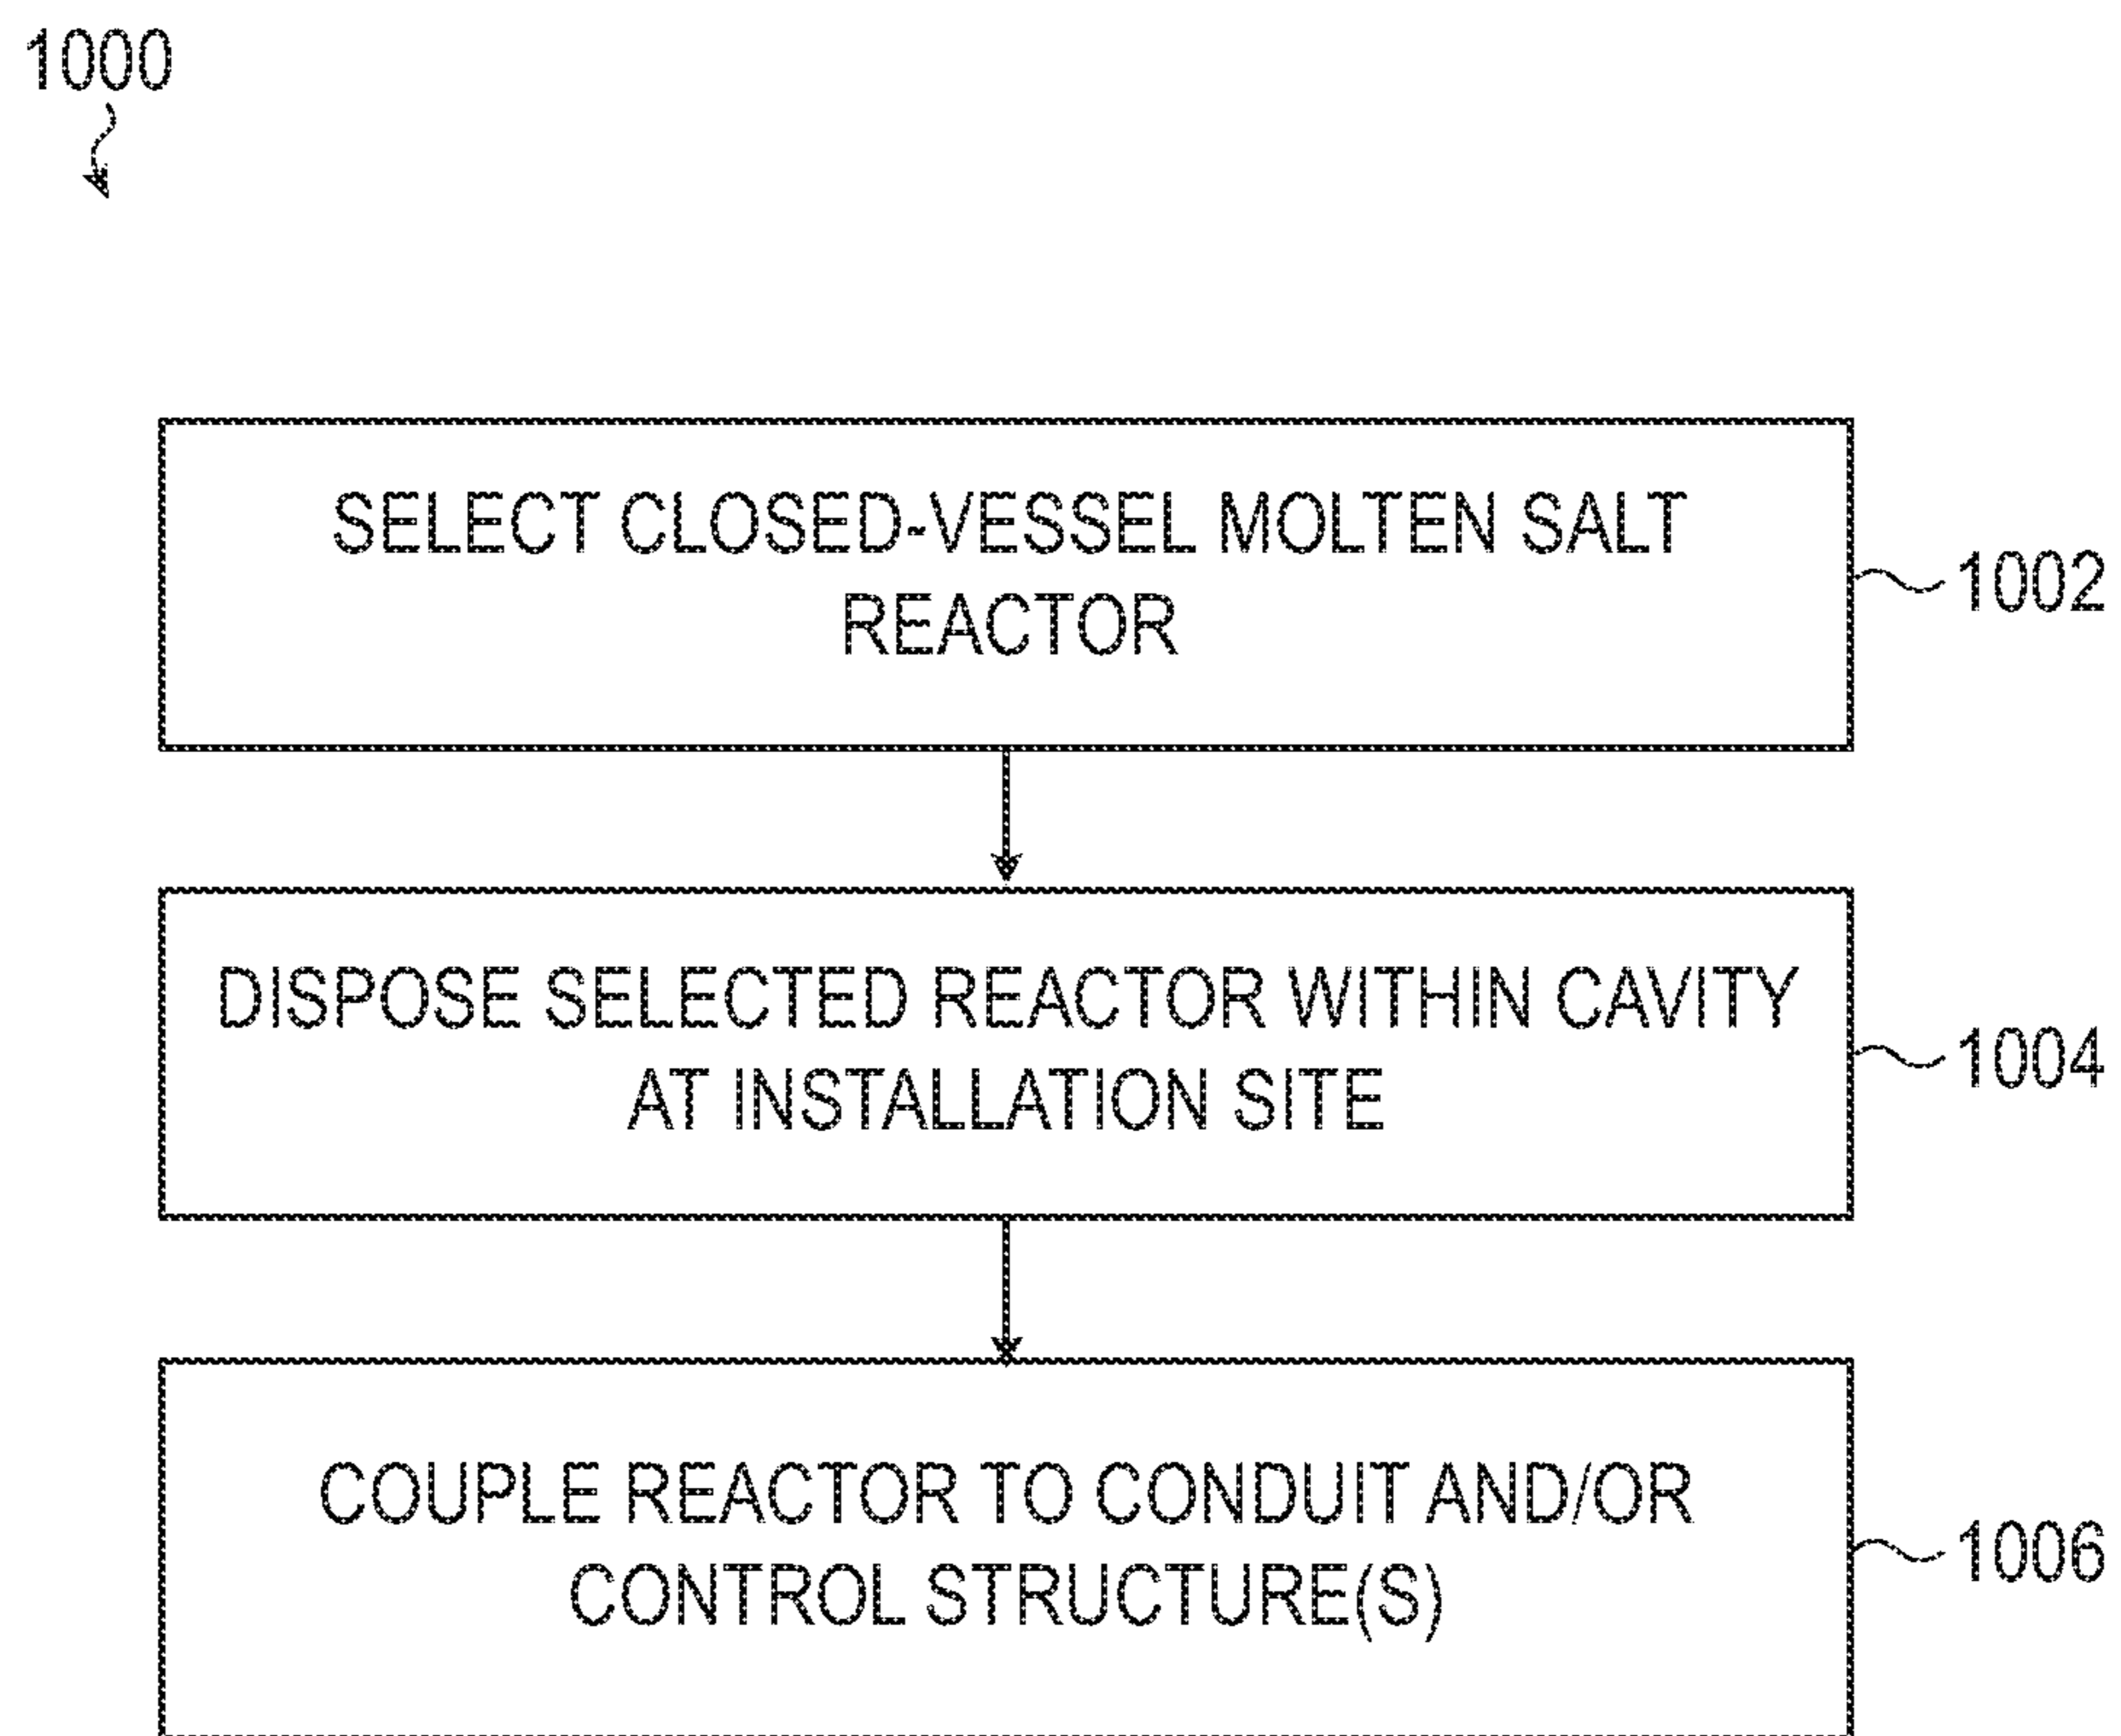 1000
SELECT CLOSED-VESSEL MOLTEN SALT
REACTOR
1002
DISPOSE SELECTED REACTOR WITHIN CAVITY
AT INSTALLATION SITE
1004
COUPLE REACTOR TO CONDUIT AND/OR
CONTROL STRUCTURE(S)
1006